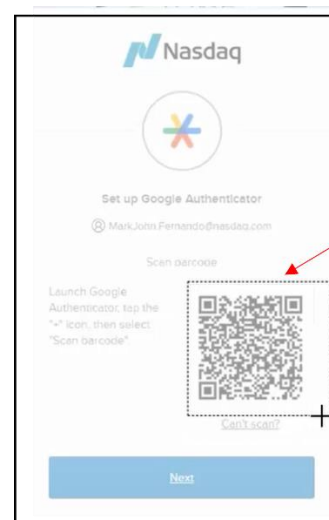 Nasdaq
Set up Google Authenticator
MarkJohn.Fernando@nasdaq.com
Scan barcode
Launch Google
Authenticator, tap the
"+" icon, then select
"Scan barcode"
Can't scan?
Next